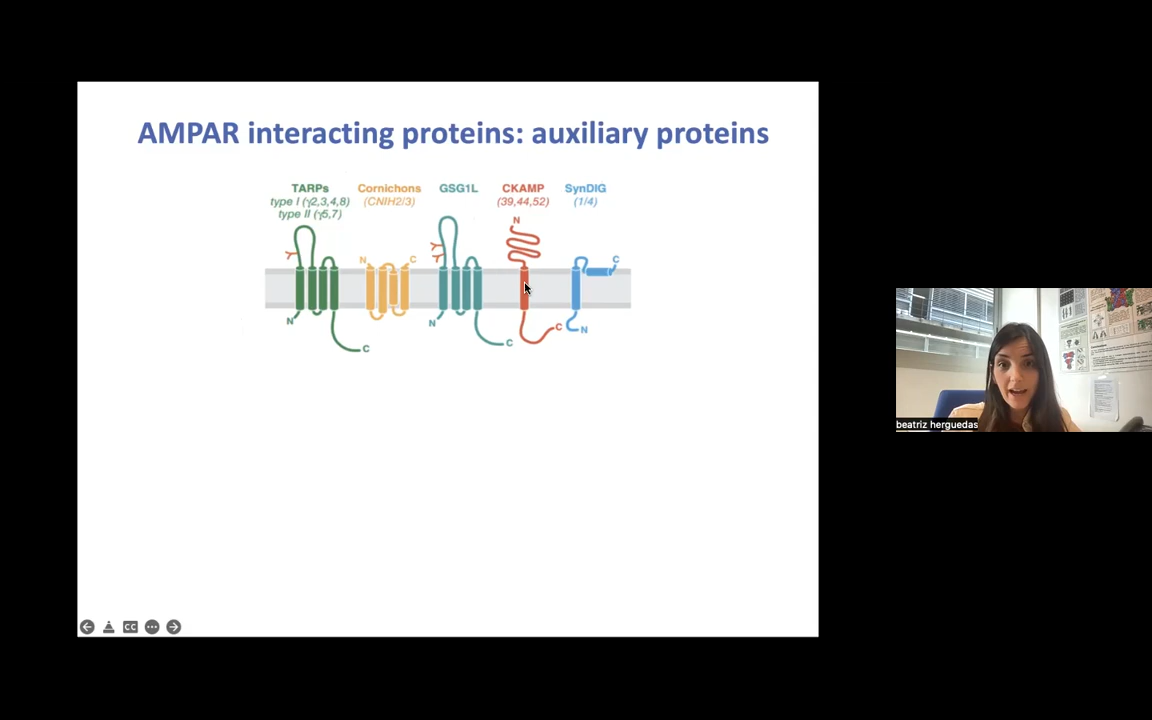 AMPAR interacting proteins: auxiliary proteins
TARPs
type I (γ2,3,4,8)
type II (γ5,7)
Cornichons
(CNIH2/3)
GSG1L
CKAMP
(39,44,52)
SynDIG
(1/4)
N
C
N
C
N
C
N
C
C
N
CC
beatriz herguedas